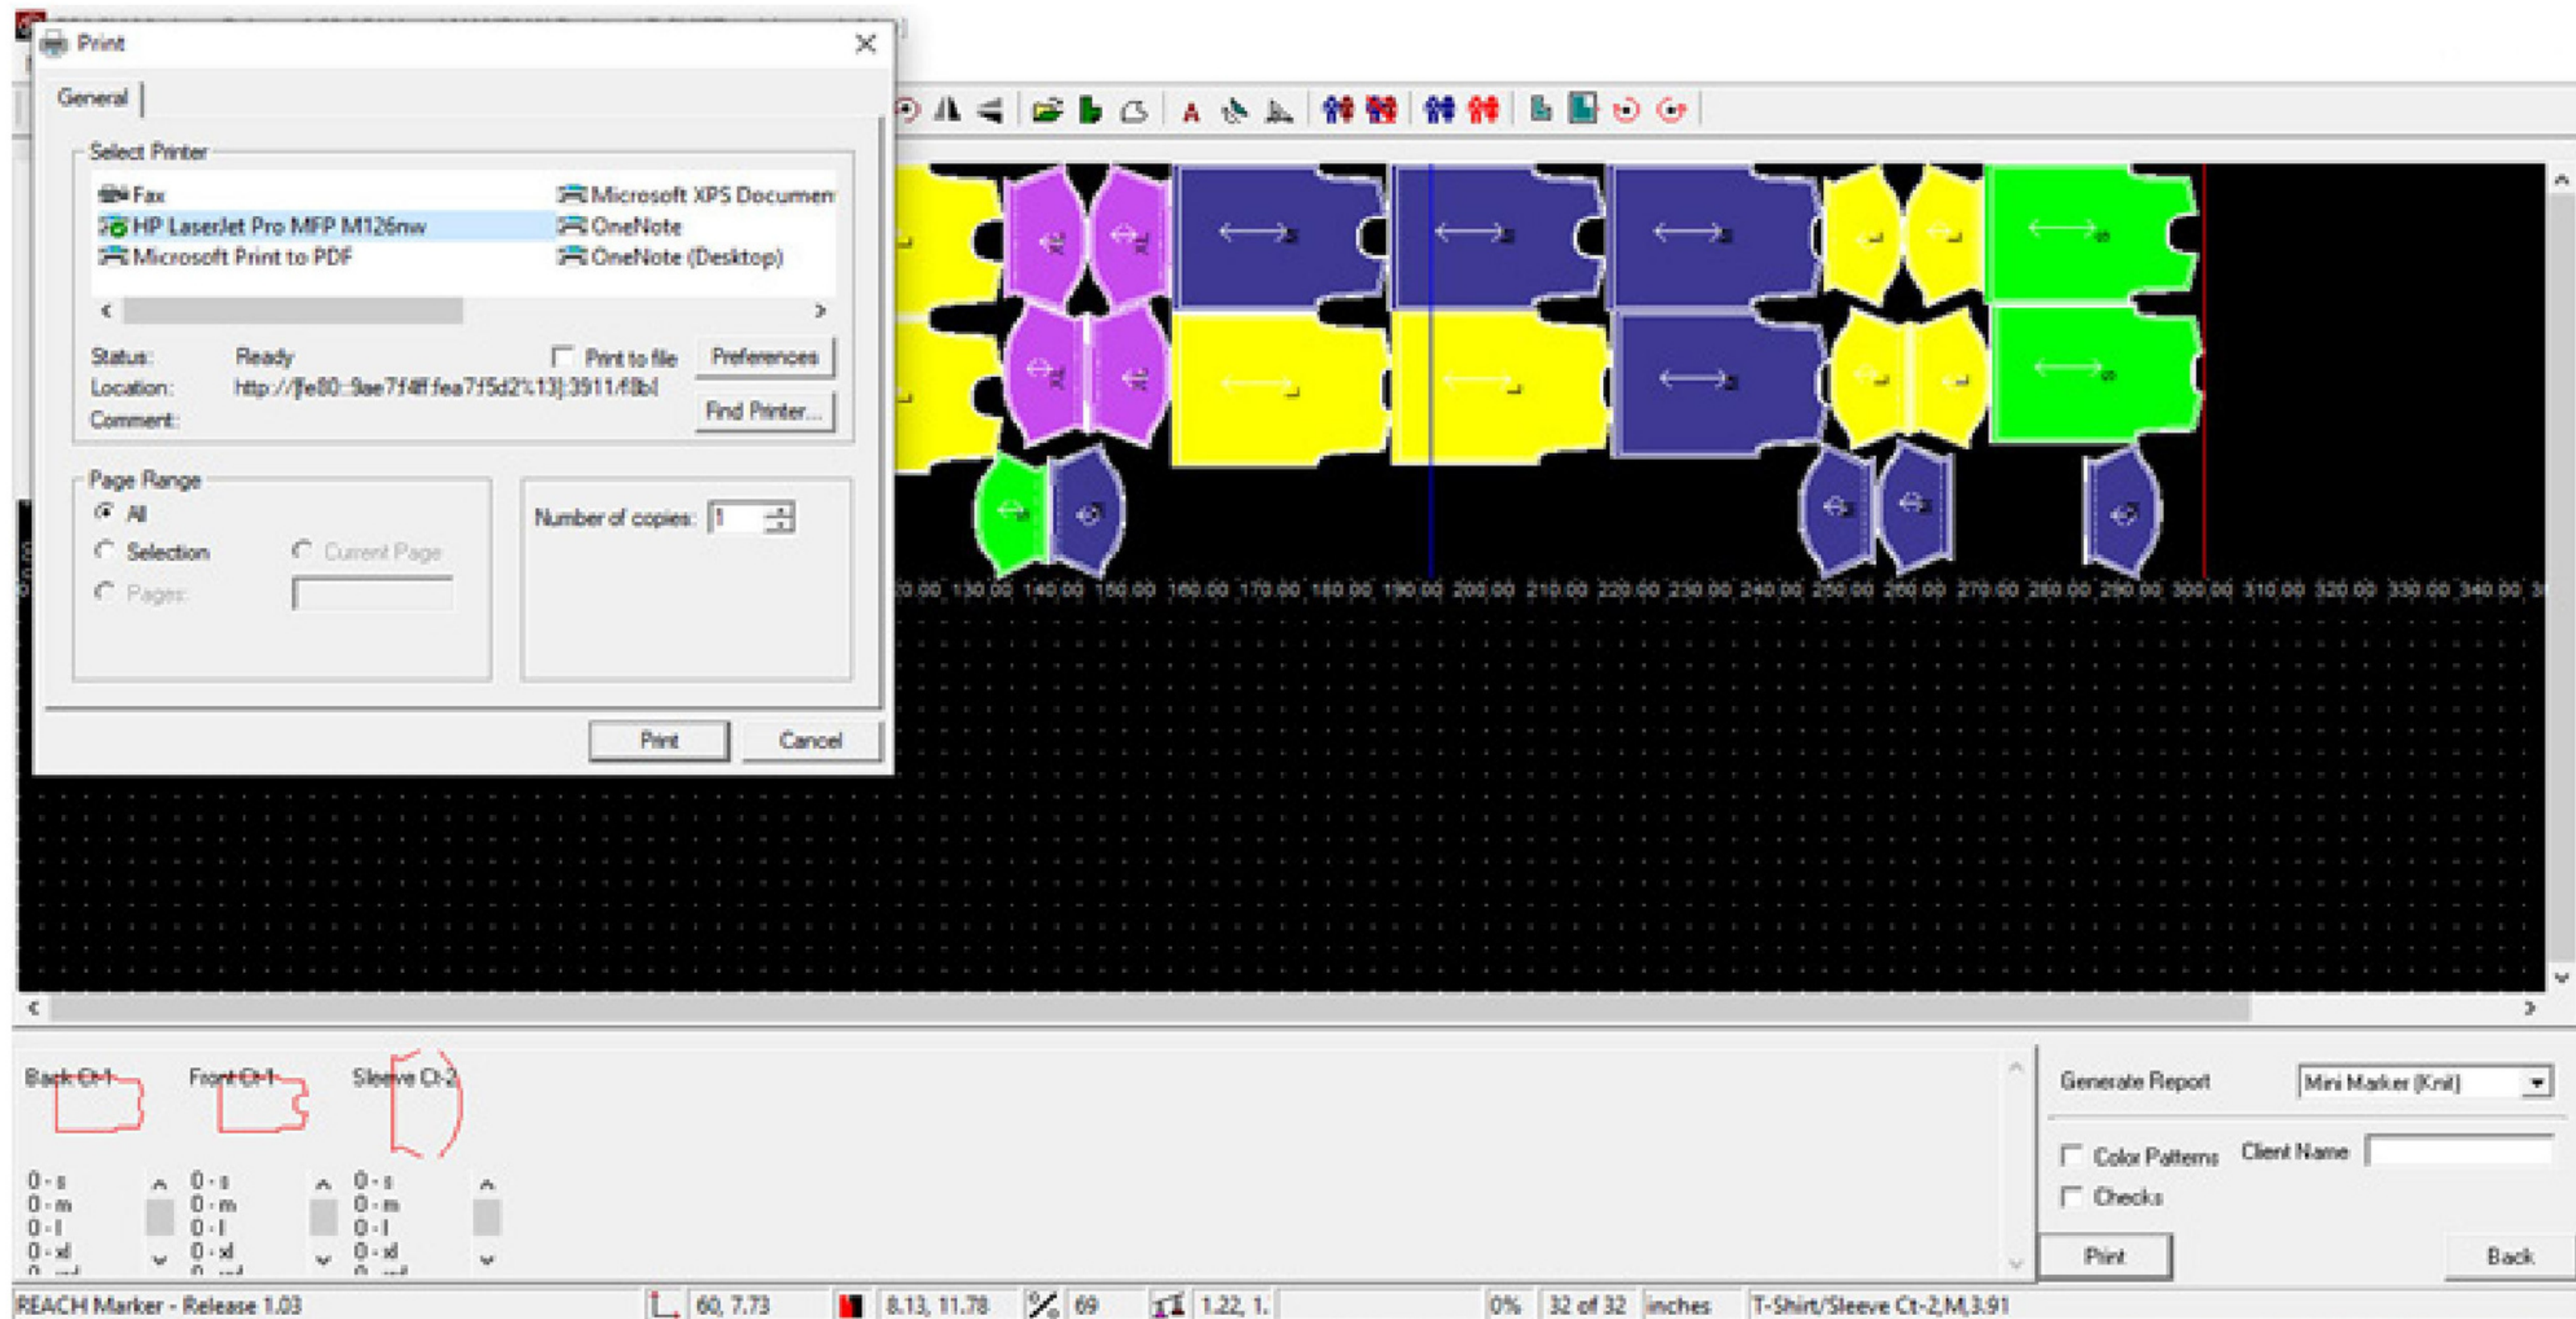 Print
General
Select Printer
Fax
Microsoft XPS Documen
HP LaserJet Pro MFP M126nw
OneNote
Microsoft Print to PDF
OneNote (Desktop)
Status: Ready
Print to file
Preferences
Location:
Comment:
Find Printer...
Page Range
All
Selection
Current Page
Pages:
Number of copies: 1
Print Cancel
L XL XL M M M L L S
L XL XL L L M L L S
S M M M M
130.00 140.00 150.00 160.00 170.00 180.00 190.00 200.00 210.00 220.00 230.00 240.00 250.00 260.00 270.00 280.00 290.00 300.00 310.00 320.00 330.00 340.00
Back Ct-1 Front Ct-1 Sleeve Ct-2
0 - s 0 - s 0 - s
0 - m 0 - m 0 - m
0 - l 0 - l 0 - l
0 - xl 0 - xl 0 - xl
Generate Report Mini Marker (Knit)
Color Patterns Client Name
Checks
Print Back
REACH Marker - Release 1.03 60, 7.73 8.13, 11.78 69 1.22, 1. 0% 32 of 32 inches T-Shirt/Sleeve Ct-2,M,3.91